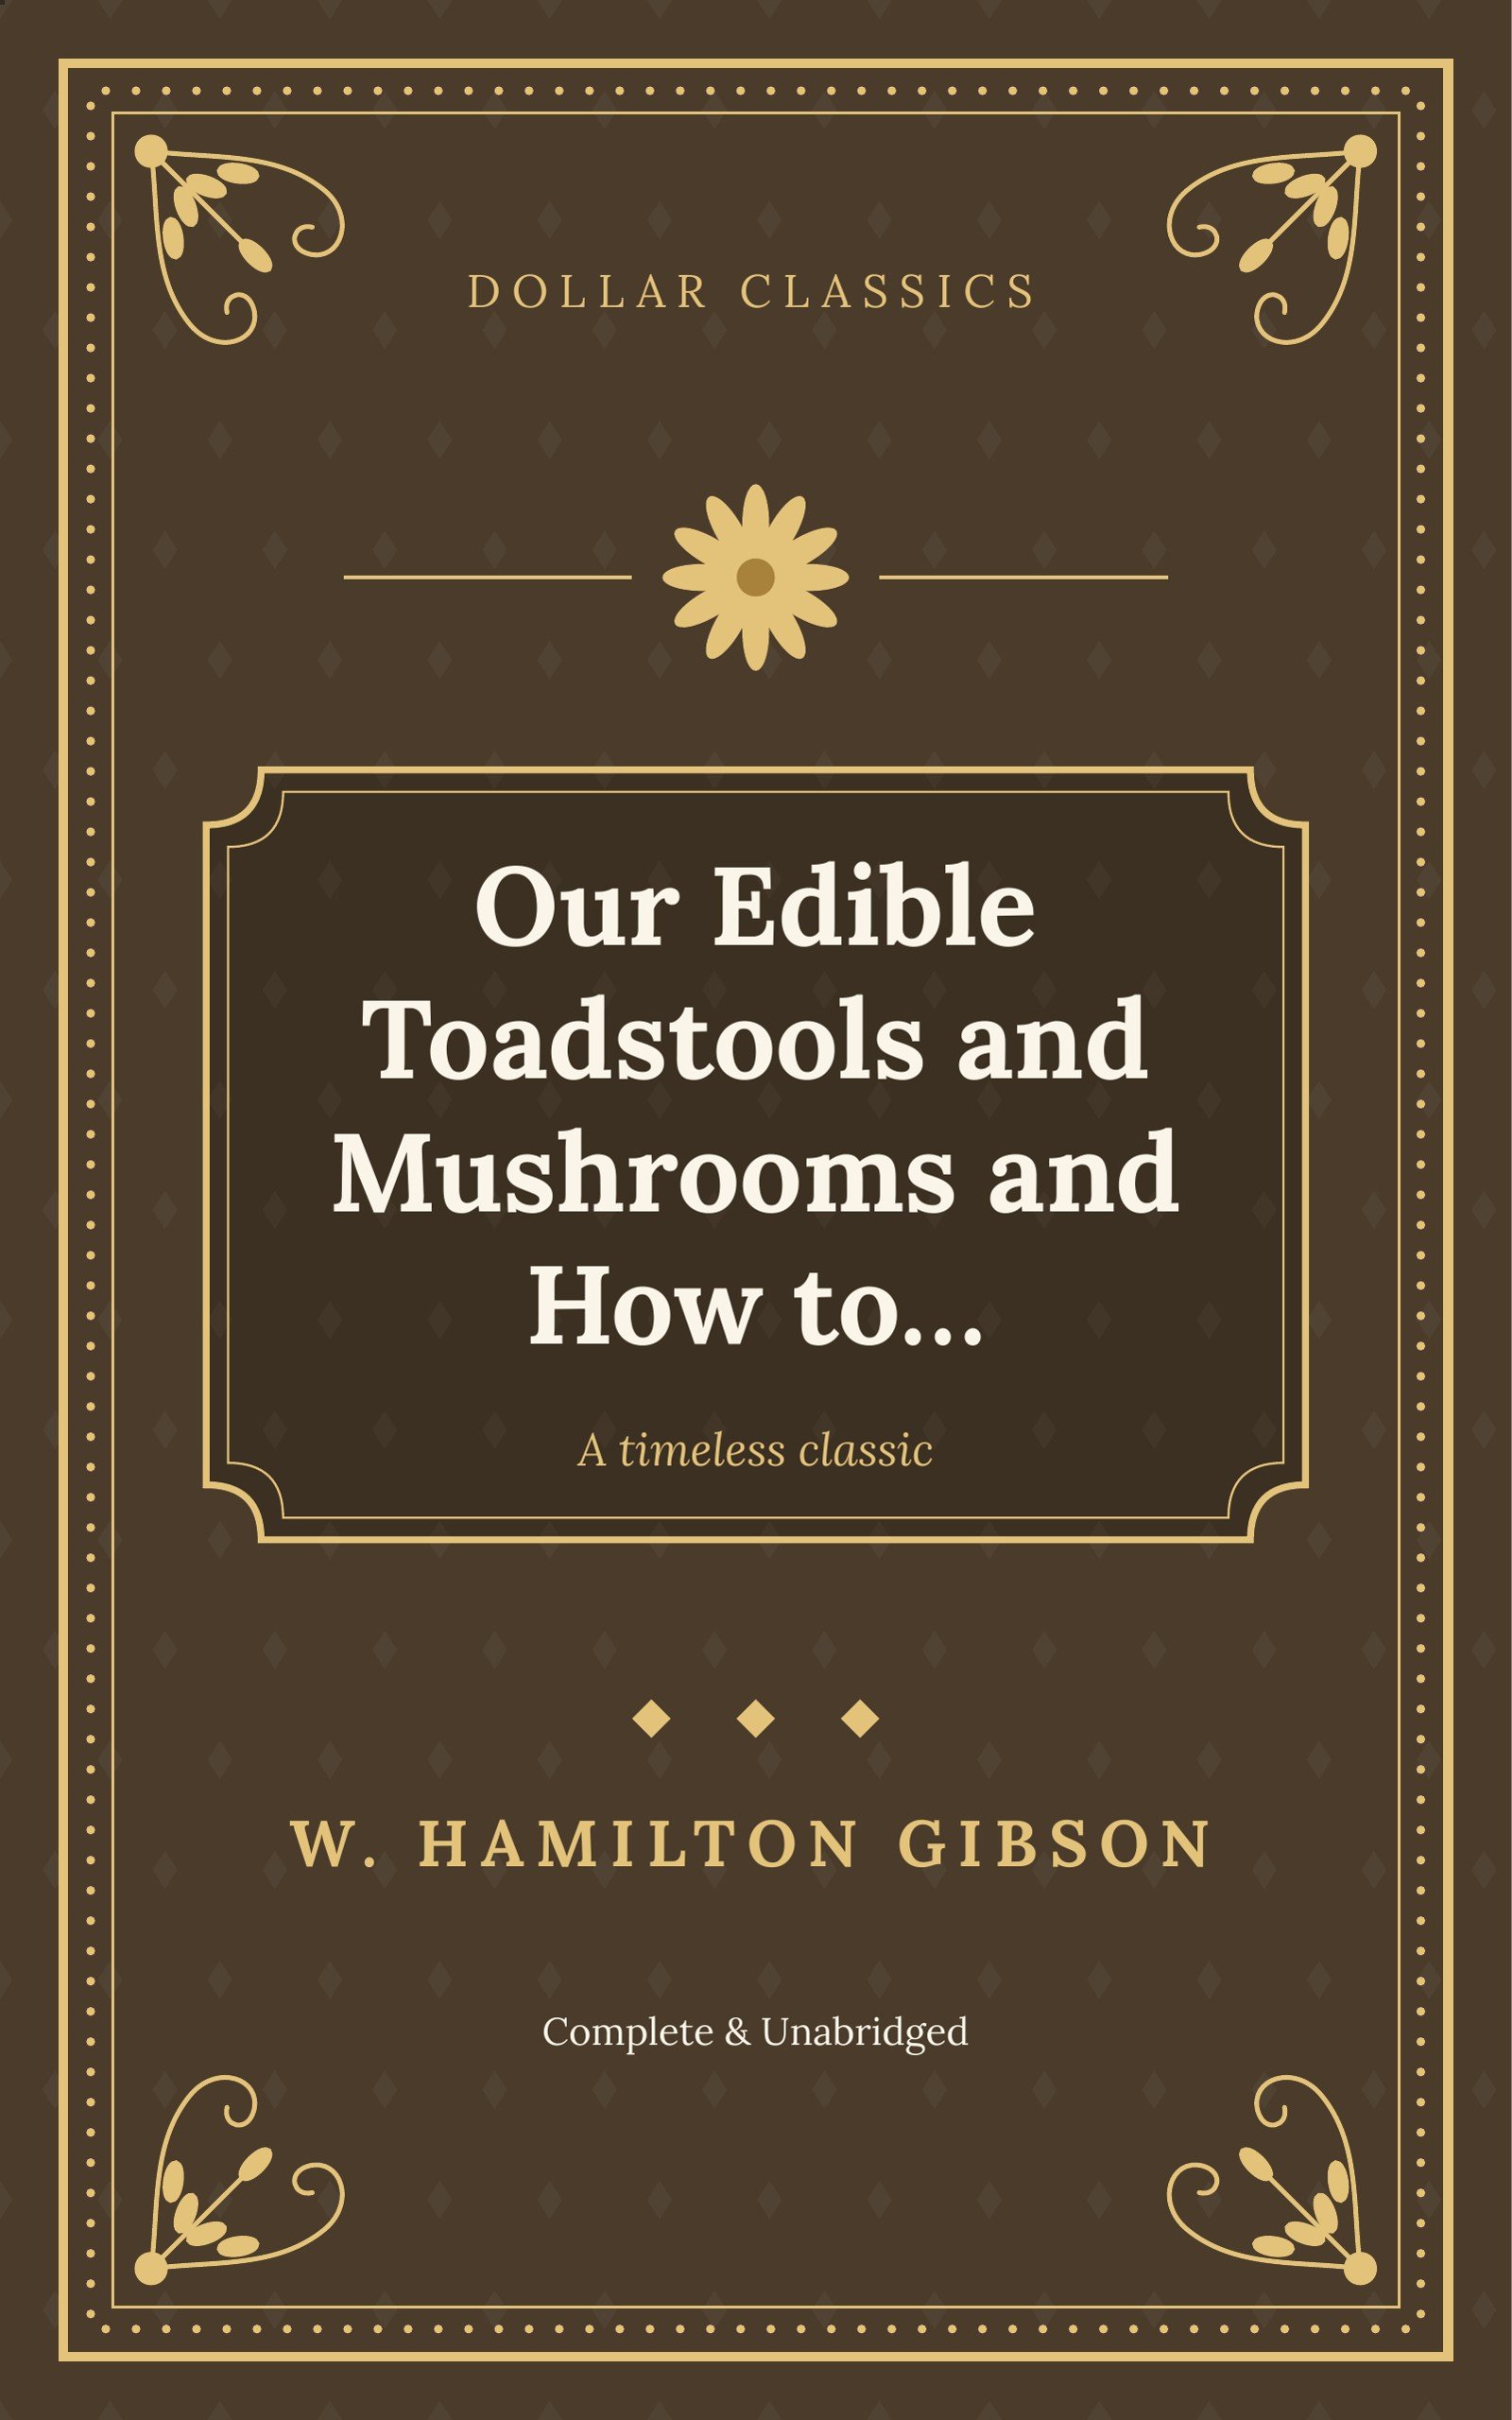 DOLLAR CLASSICS
Our Edible
Toadstools and
Mushrooms and
How to...
A timeless classic
W. HAMILTON GIBSON
Complete & Unabridged